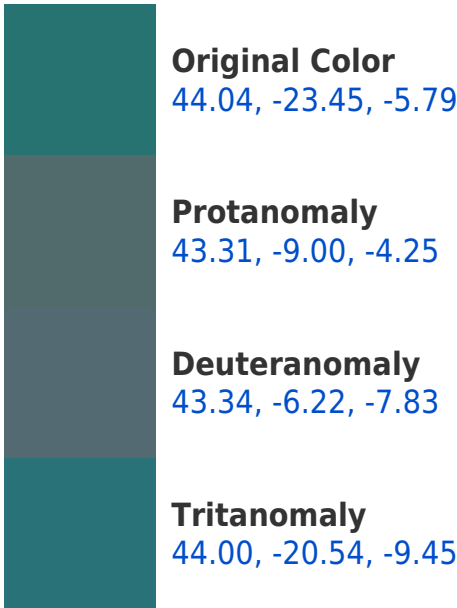 Original Color
44.04, -23.45, -5.79
Protanomaly
43.31, -9.00, -4.25
Deuteranomaly
43.34, -6.22, -7.83
Tritanomaly
44.00, -20.54, -9.45